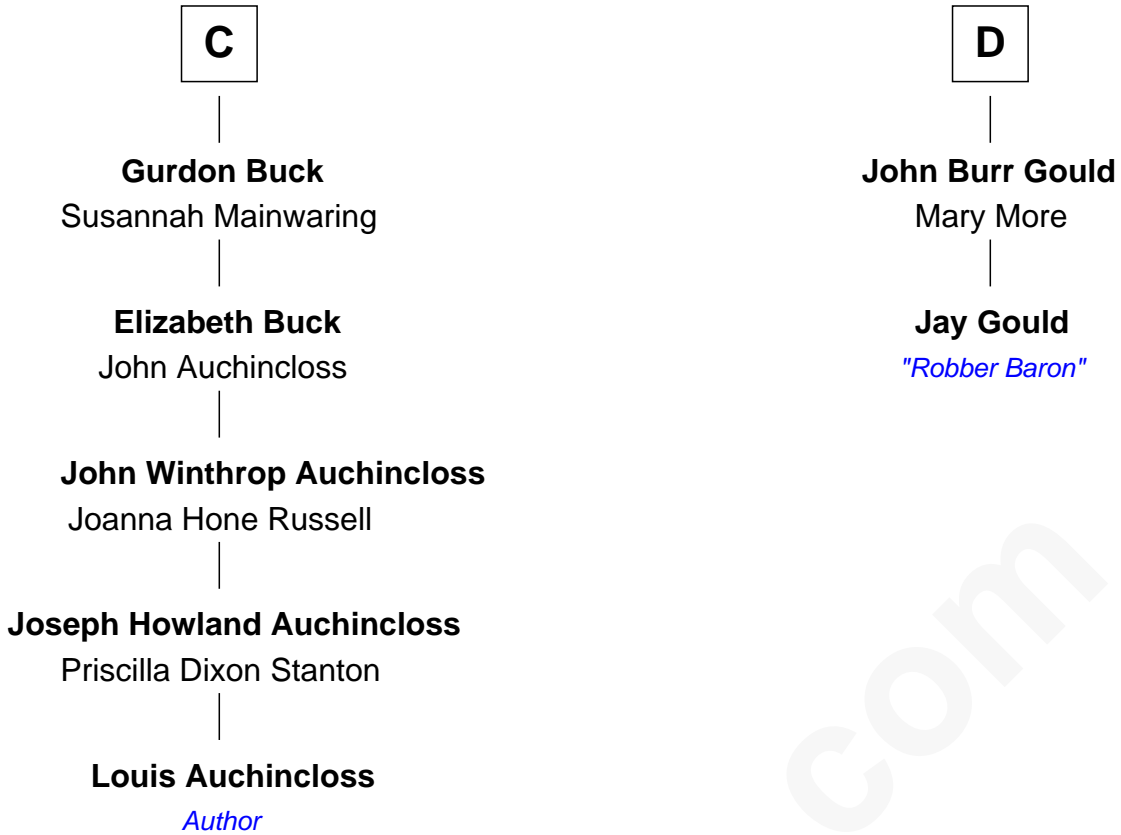 C
Gurdon Buck
Susannah Mainwaring
Elizabeth Buck
John Auchincloss
John Winthrop Auchincloss
Joanna Hone Russell
Joseph Howland Auchincloss
Priscilla Dixon Stanton
Louis Auchincloss
Author
D
John Burr Gould
Mary More
Jay Gould
"Robber Baron"
com